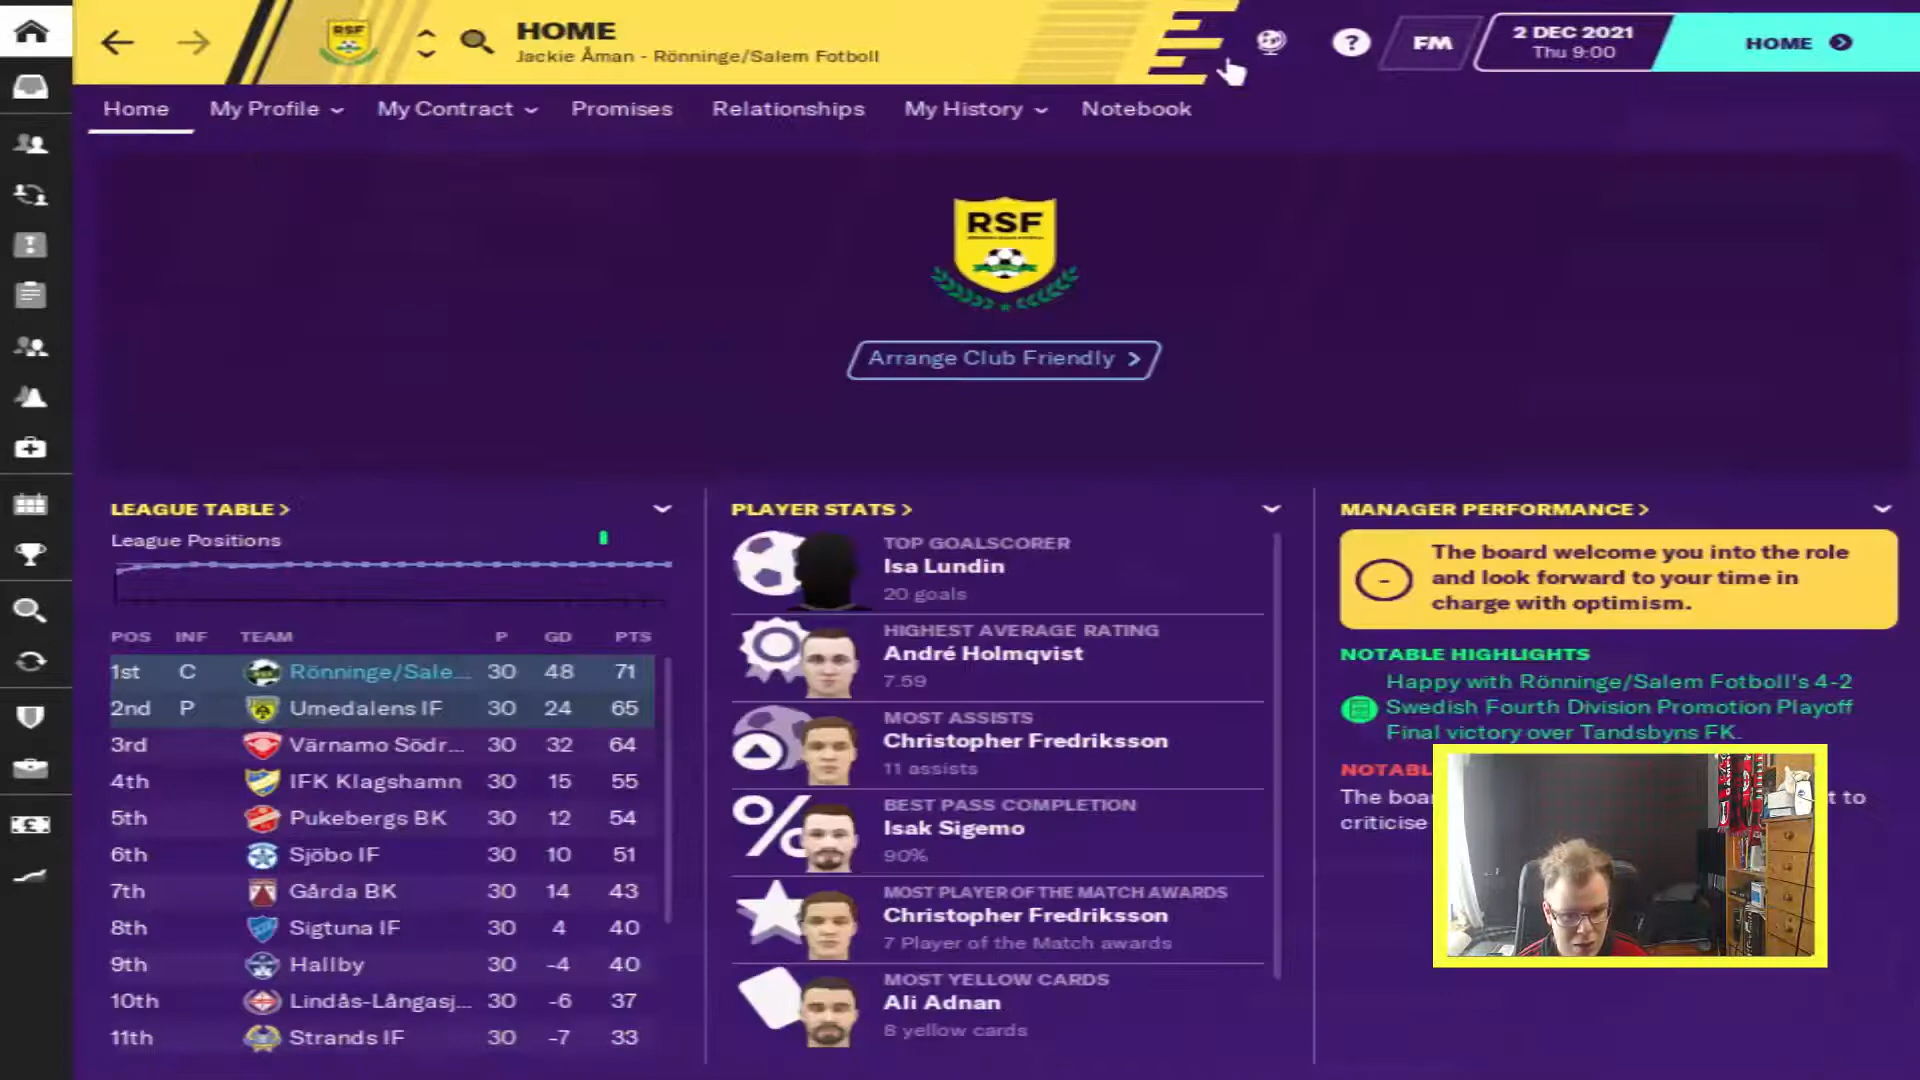 RSF
HOME
Jackie Åman - Rönninge/Salem Fotboll
?
FM
2 DEC 2021
Thu 9:00
HOME
Home
My Profile
My Contract
Promises
Relationships
My History
Notebook
RSF
Arrange Club Friendly >
LEAGUE TABLE >
League Positions
POS INF TEAM P GD PTS
1st C Rönninge/Sale... 30 48 71
2nd P Umedalens IF 30 24 65
3rd Värnamo Södr... 30 32 64
4th IFK Klagshamn 30 15 55
5th Pukebergs BK 30 12 54
6th Sjöbo IF 30 10 51
7th Gårda BK 30 14 43
8th Sigtuna IF 30 4 40
9th Hallby 30 -4 40
10th Lindås-Långasj... 30 -6 37
11th Strands IF 30 -7 33
PLAYER STATS >
TOP GOALSCORER
Isa Lundin
20 goals
HIGHEST AVERAGE RATING
André Holmqvist
7.59
MOST ASSISTS
Christopher Fredriksson
11 assists
BEST PASS COMPLETION
Isak Sigemo
90%
MOST PLAYER OF THE MATCH AWARDS
Christopher Fredriksson
7 Player of the Match awards
MOST YELLOW CARDS
Ali Adnan
8 yellow cards
MANAGER PERFORMANCE >
The board welcome you into the role
and look forward to your time in
charge with optimism.
NOTABLE HIGHLIGHTS
Happy with Rönninge/Salem Fotboll's 4-2
Swedish Fourth Division Promotion Playoff
Final victory over Tandsbyns FK.
NOTABL
The boar t to
criticise